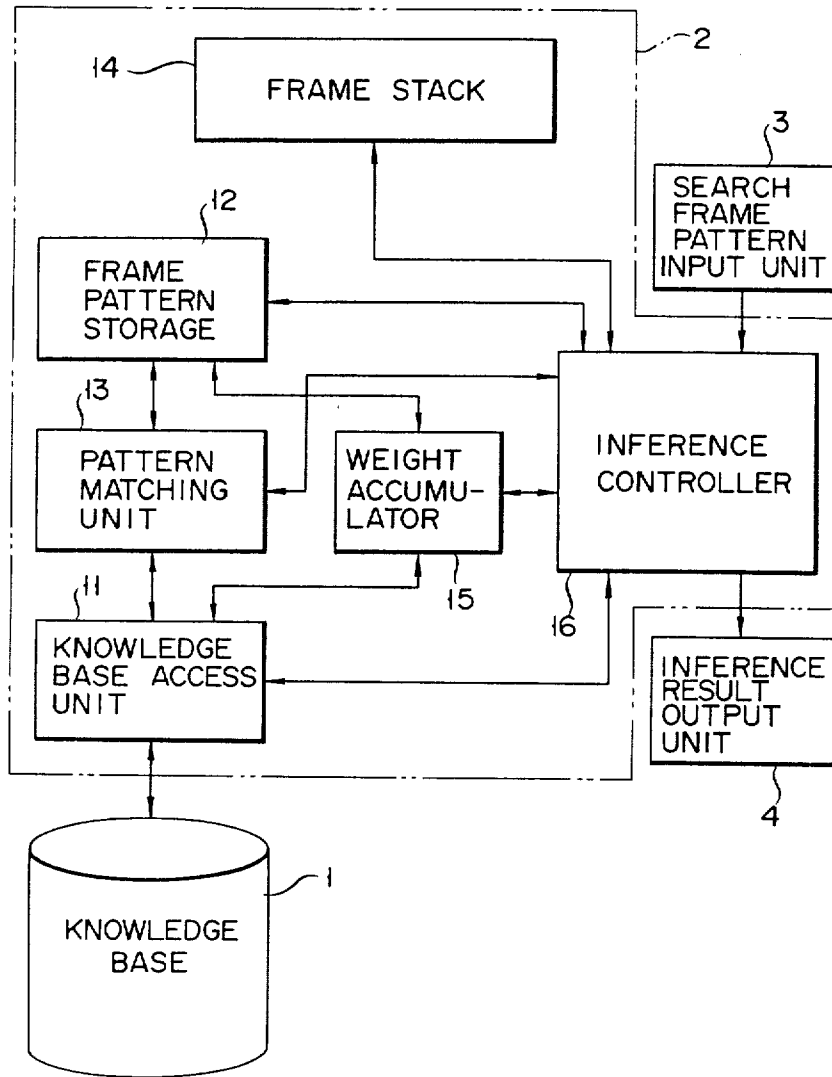 2
14
FRAME STACK
3
SEARCH
FRAME
PATTERN
INPUT UNIT
12
FRAME
PATTERN
STORAGE
13
PATTERN
MATCHING
UNIT
WEIGHT
ACCUMU-
LATOR
15
INFERENCE
CONTROLLER
16
11
KNOWLEDGE
BASE ACCESS
UNIT
INFERENCE
RESULT
OUTPUT
UNIT
4
1
KNOWLEDGE
BASE